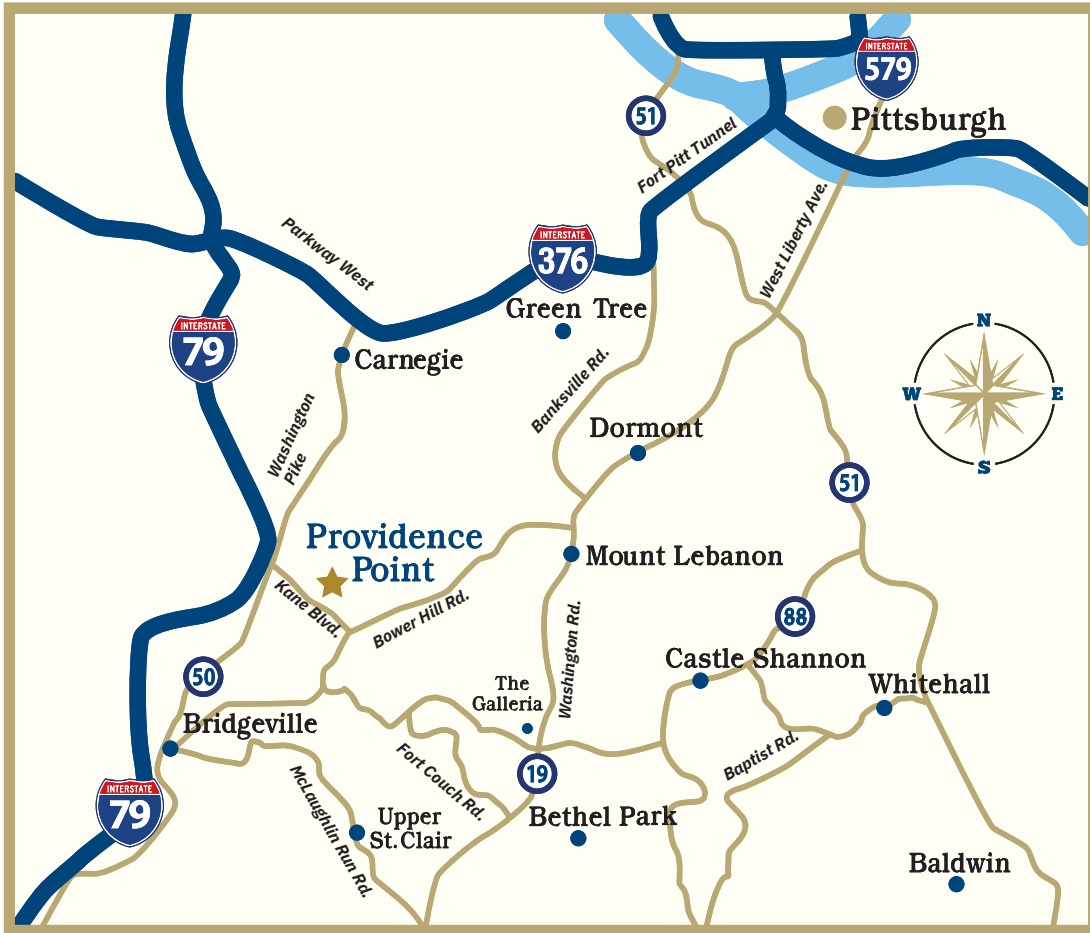 INTERSTATE
579
51
Pittsburgh
Fort Pitt Tunnel
West Liberty Ave.
Parkway West
INTERSTATE
376
Green Tree
INTERSTATE
79
Carnegie
Banksville Rd.
Washington
Pike
Dormont
N
W
E
S
51
Providence
Point
Mount Lebanon
Kane Blvd.
Bower Hill Rd.
Washington Rd.
88
Castle Shannon
50
The
Galleria
Whitehall
Bridgeville
Fort Couch Rd.
19
Baptist Rd.
INTERSTATE
79
McLaughlin Run Rd.
Upper
St. Clair
Bethel Park
Baldwin